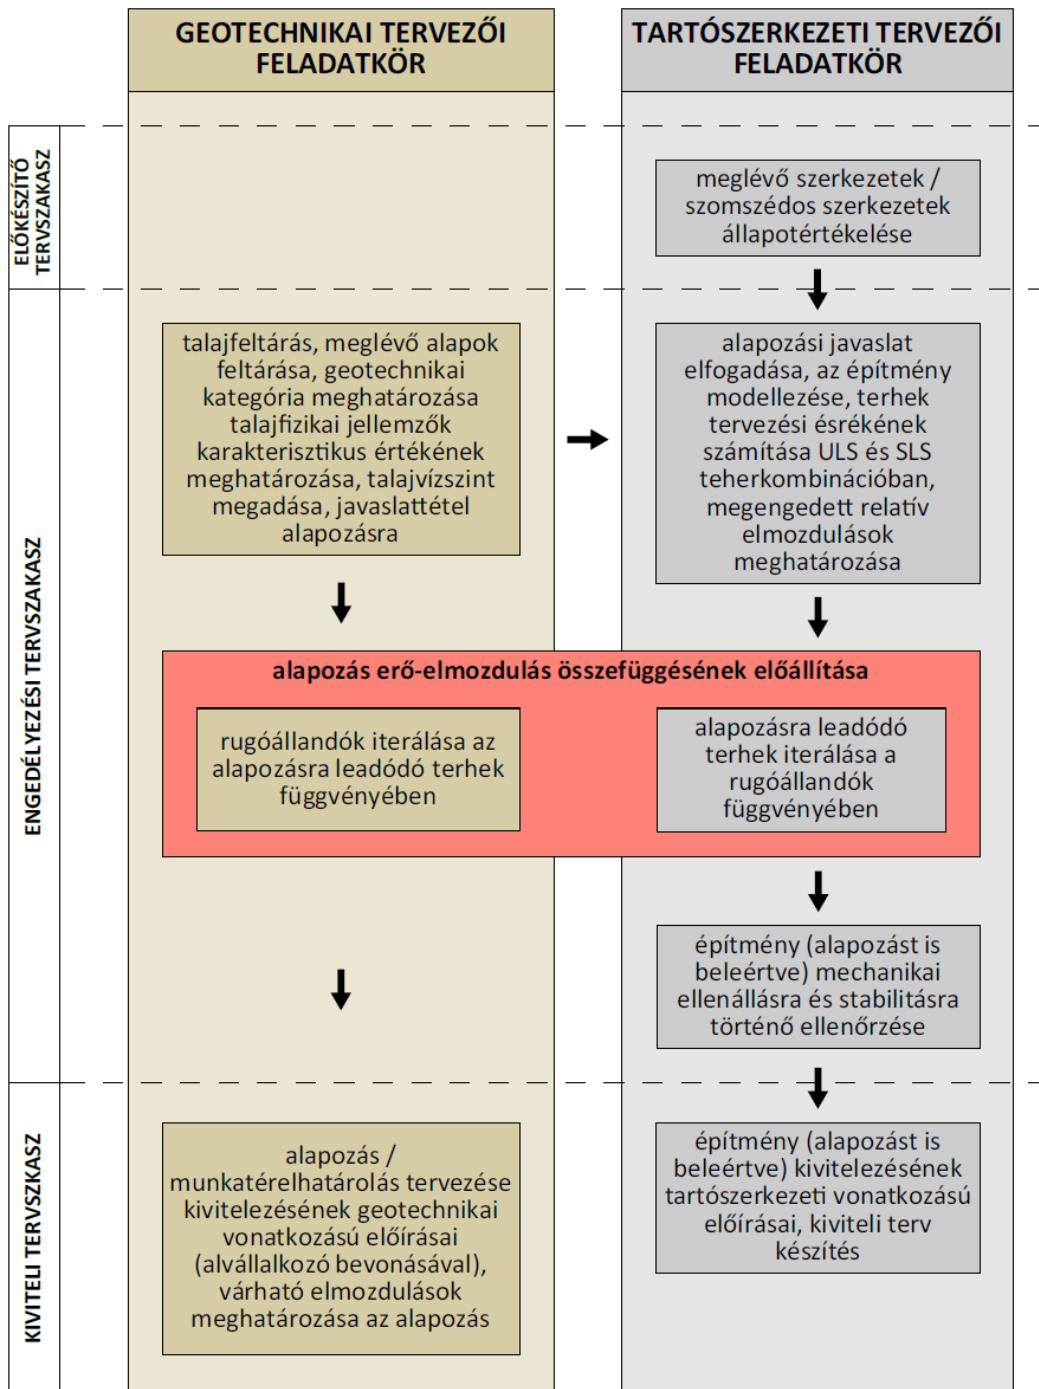 GEOTECHNIKAI TERVEZŐI
FELADATKÖR
TARTÓSZERKEZETI TERVEZŐI
FELADATKÖR
ELŐKÉSZÍTŐ
TERVSZAKASZ
meglévő szerkezetek /
szomszédos szerkezetek
állapotértékelése
ENGEDÉLYEZÉSI TERVSZAKASZ
talajfeltárás, meglévő alapok
feltárása, geotechnikai
kategória meghatározása
talajfizikai jellemzők
karakterisztikus értékének
meghatározása, talajvízszint
megadása, javaslattétel
alapozásra
alapozási javaslat
elfogadása, az építmény
modellezése, terhek
tervezési ésrékének
számítása ULS és SLS
teherkombinációban,
megengedett relatív
elmozdulások
meghatározása
alapozás erő-elmozdulás összefüggésének előállítása
rugóállandók iterálása az
alapozásra leadódó terhek
függvényében
alapozásra leadódó
terhek iterálása a
rugóállandók
függvényében
építmény (alapozást is
beleértve) mechanikai
ellenállásra és stabilitásra
történő ellenőrzése
KIVITELI TERVSZKASZ
alapozás /
munkatérelhatárolás tervezése
kivitelezésének geotechnikai
vonatkozású előírásai
(alvállalkozó bevonásával),
várható elmozdulások
meghatározása az alapozás
építmény (alapozást is
beleértve) kivitelezésének
tartószerkezeti vonatkozású
előírásai, kiviteli terv
készítés